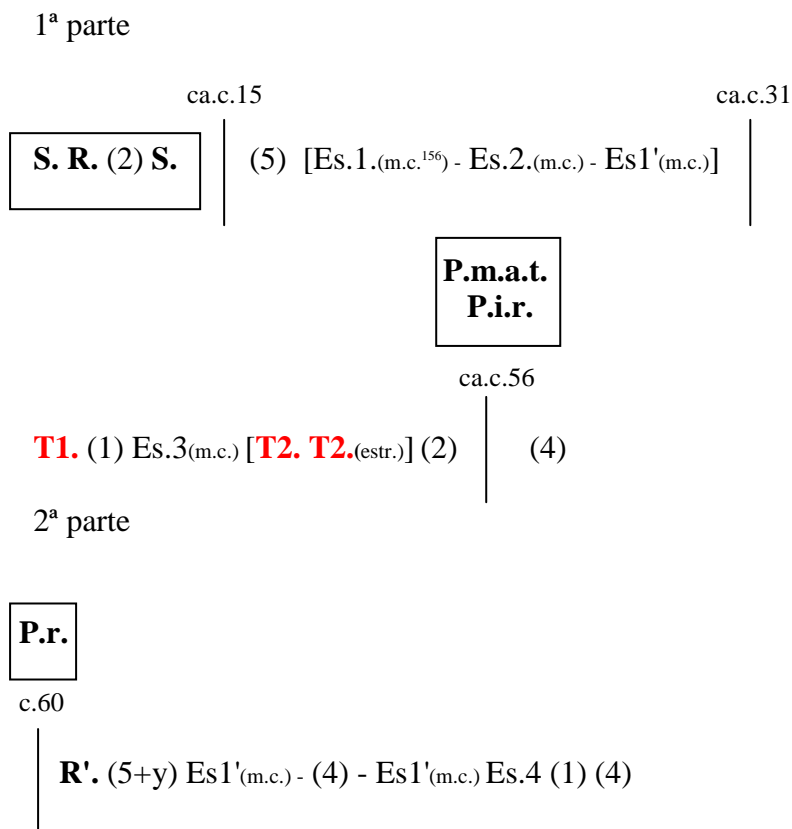 1ª parte
ca.c.15 ca.c.31
S. R. (2) S. (5) [Es.1.(m.c.156) - Es.2.(m.c.) - Es1'(m.c.)]
P.m.a.t.
P.i.r.
ca.c.56
T1. (1) Es.3(m.c.) [T2. T2.(estr.)] (2) (4)
2ª parte
P.r.
c.60
R'. (5+y) Es1'(m.c.) - (4) - Es1'(m.c.) Es.4 (1) (4)